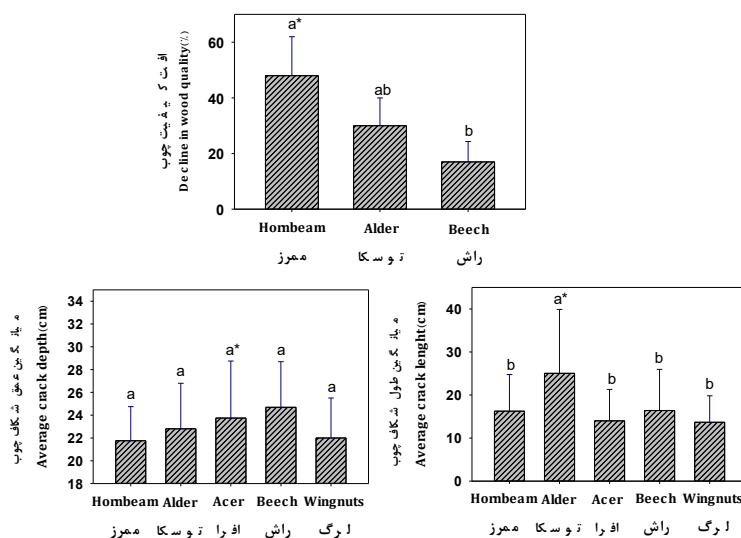 افت کیفیت چوب
Decline in wood quality(%)
60
40
20
0
a*
ab
b
Hornbeam Alder Beech
ممرز توسکا راش
میانگین عمق شکاف چوب
Average crack depth(cm)
34
32
30
28
26
24
22
20
18
a a a* a a
Hornbeam Alder Acer Beech Wingnuts
ممرز توسکا افرا راش لرگ
میانگین طول شکاف چوب
Average crack lenght(cm)
40
30
20
10
0
b a* b b b
Hornbeam Alder Acer Beech Wingnuts
ممرز توسکا افرا راش لرگ